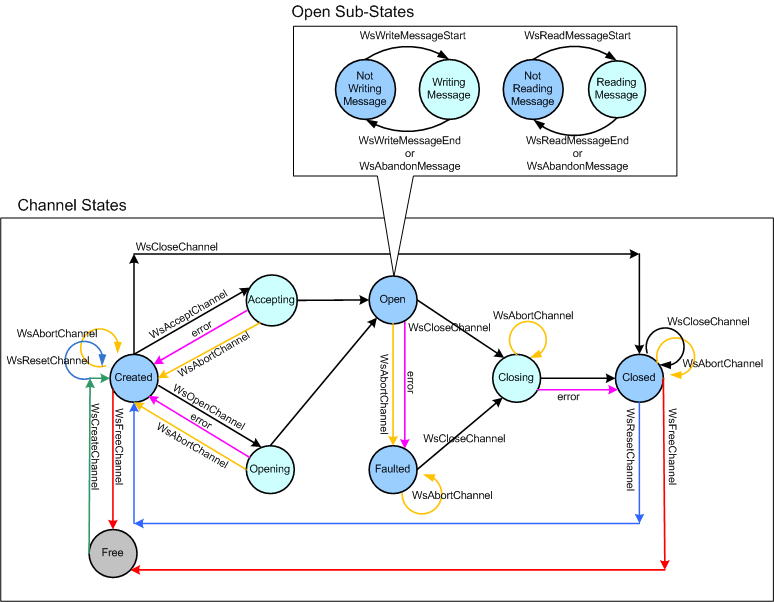 Open Sub-States
WsWriteMessageStart
WsReadMessageStart
Not
Writing
Message
Writing
Message
Not
Reading
Message
Reading
Message
WsWriteMessageEnd
or
WsAbandonMessage
WsReadMessageEnd
or
WsAbandonMessage
Channel States
WsCloseChannel
Accepting
Open
WsAcceptChannel
error
WsAbortChannel
WsAbortChannel
WsResetChannel
Created
WsOpenChannel
error
WsAbortChannel
Opening
WsCreateChannel
WsFreeChannel
Free
WsCloseChannel
WsAbortChannel
error
WsCloseChannel
Faulted
WsAbortChannel
WsAbortChannel
Closing
error
WsCloseChannel
WsAbortChannel
Closed
WsResetChannel
WsFreeChannel